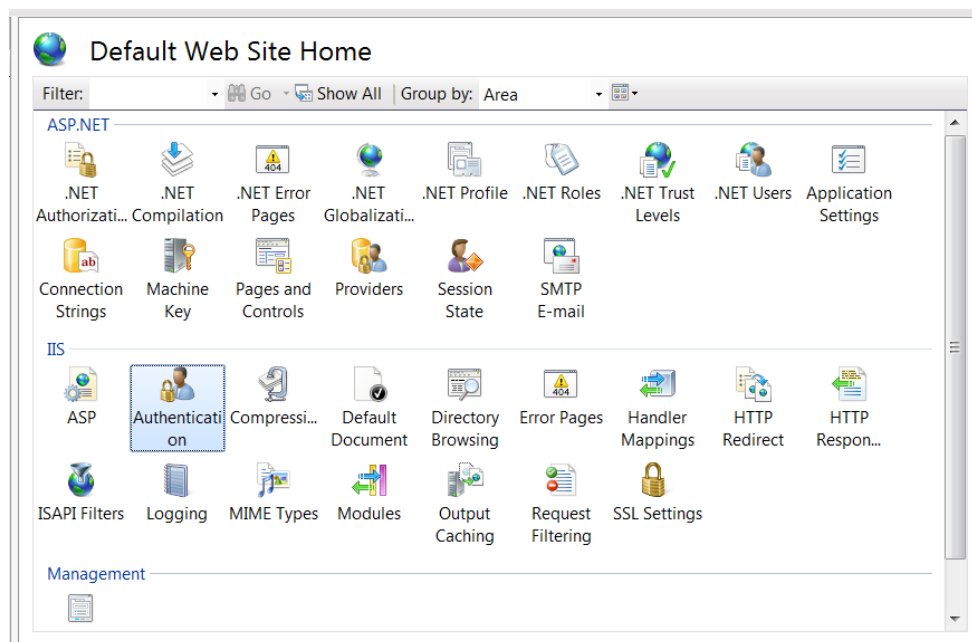 Default Web Site Home
Filter: Go Show All Group by: Area
ASP.NET
.NET .NET .NET Error .NET .NET Profile .NET Roles .NET Trust .NET Users Application
Authorizati... Compilation Pages Globalizati... Levels Settings
ab
Connection Machine Pages and Providers Session SMTP
Strings Key Controls State E-mail
IIS
ASP Authenticati Compressi... Default Directory Error Pages Handler HTTP HTTP
on Document Browsing Mappings Redirect Respon...
ISAPI Filters Logging MIME Types Modules Output Request SSL Settings
Caching Filtering
Management